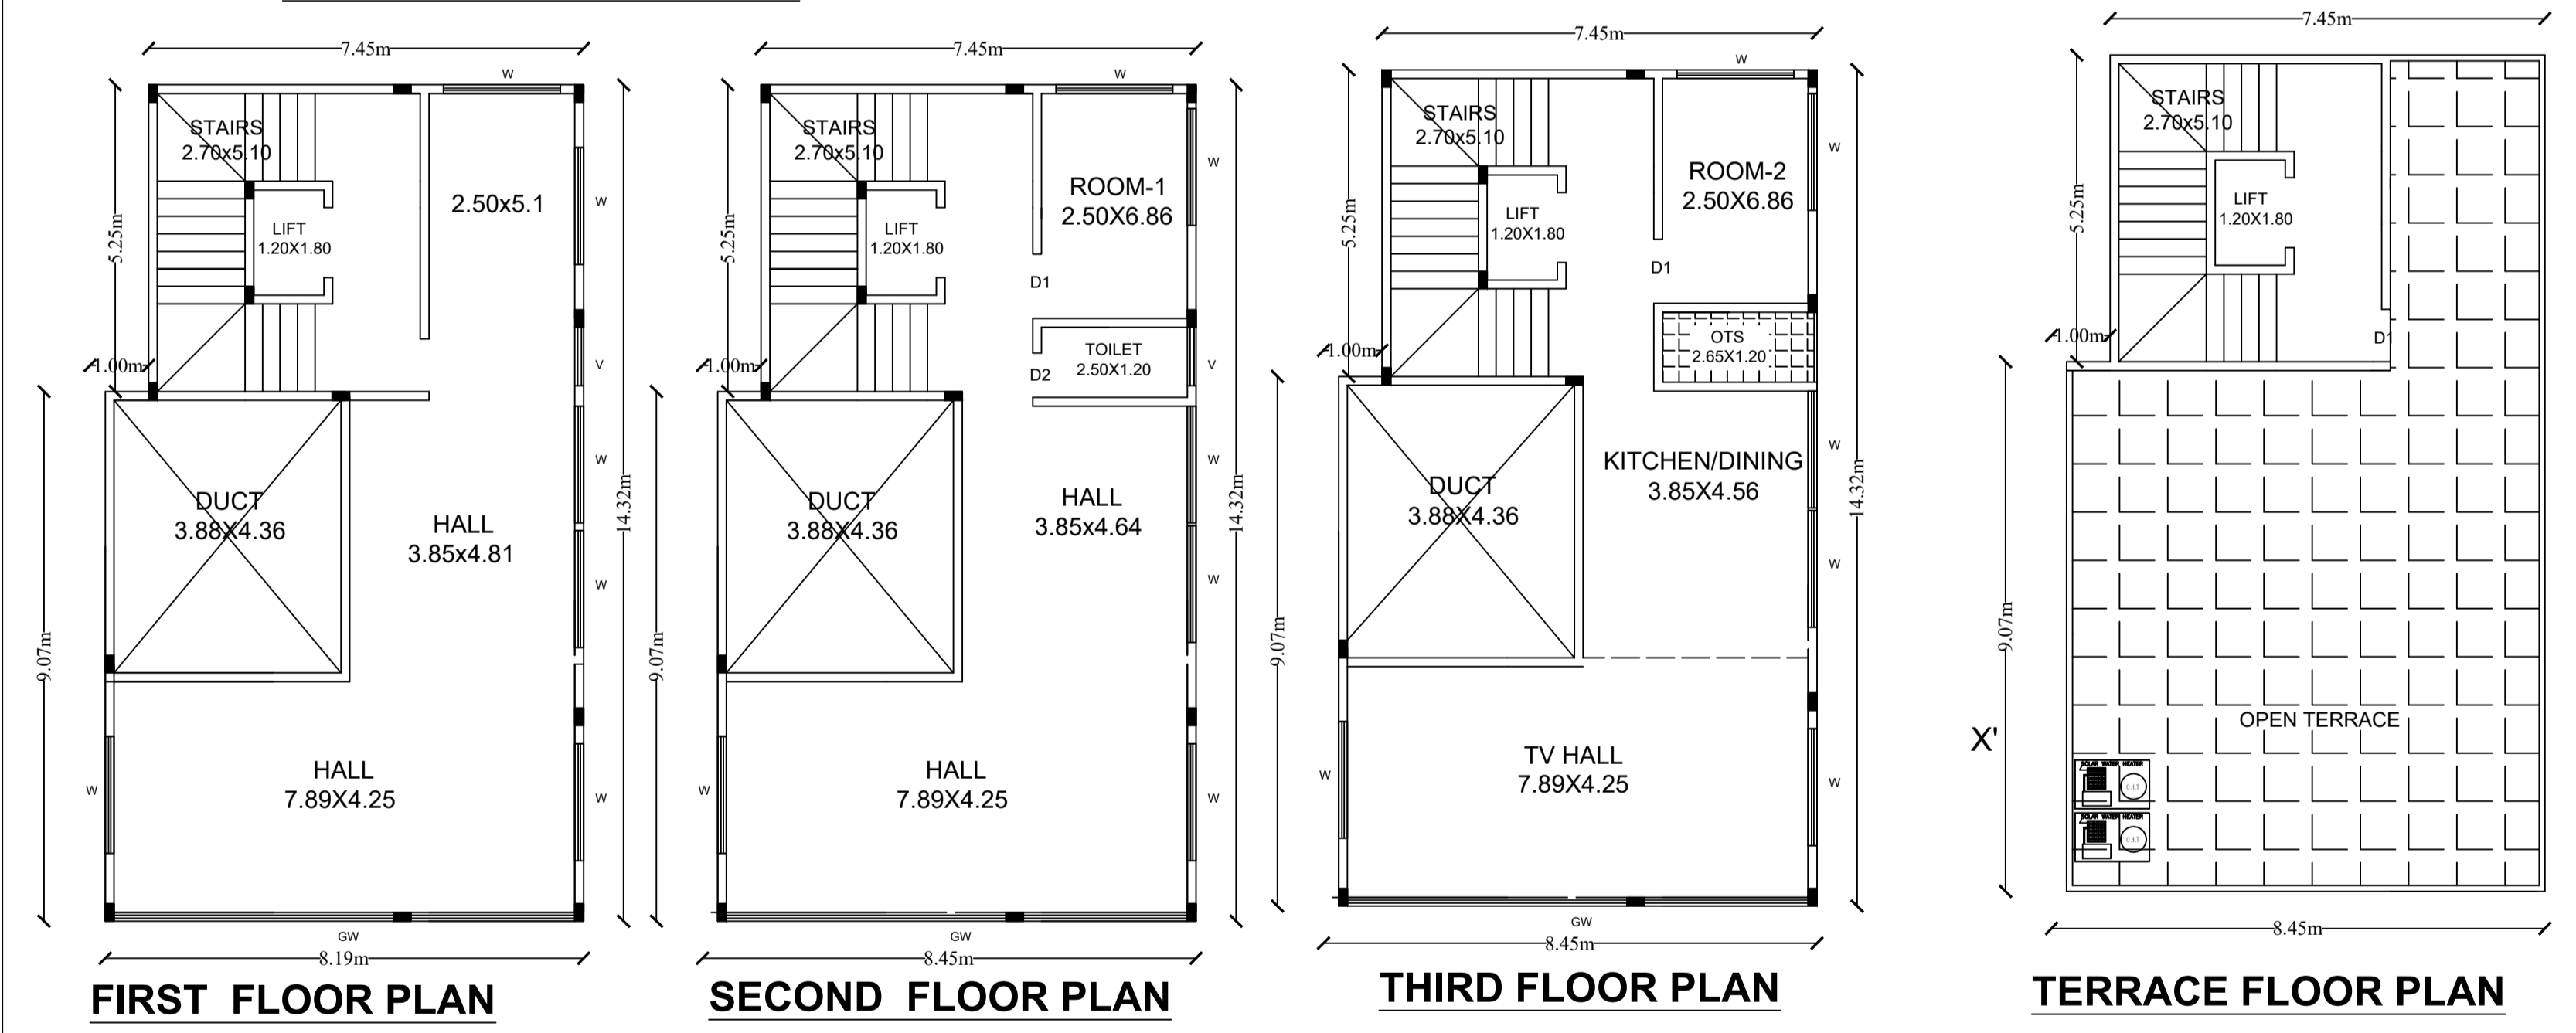 7.45m
W
STAIRS
2.70x5.10
2.50x5.1
W
5.25m
LIFT
1.20X1.80
1.00m
V
DUCT
3.88X4.36
HALL
3.85x4.81
W
14.32m
W
9.07m
HALL
7.89X4.25
W
W
GW
8.19m
FIRST FLOOR PLAN
7.45m
W
STAIRS
2.70x5.10
W
ROOM-1
2.50X6.86
5.25m
LIFT
1.20X1.80
D1
1.00m
TOILET
2.50X1.20
V
D2
DUCT
3.88X4.36
HALL
3.85x4.64
W
14.32m
W
9.07m
HALL
7.89X4.25
W
W
GW
8.45m
SECOND FLOOR PLAN
7.45m
W
STAIRS
2.70x5.10
W
ROOM-2
2.50X6.86
5.25m
LIFT
1.20X1.80
D1
1.00m
OTS
2.65X1.20
W
KITCHEN/DINING
3.85X4.56
DUCT
3.88X4.36
14.32m
W
9.07m
TV HALL
7.89X4.25
W
W
GW
8.45m
THIRD FLOOR PLAN
7.45m
STAIRS
2.70x5.10
5.25m
LIFT
1.20X1.80
1.00m
D1
9.07m
OPEN TERRACE
X'
SOLAR WATER HEATER
SOLAR WATER HEATER
8.45m
TERRACE FLOOR PLAN